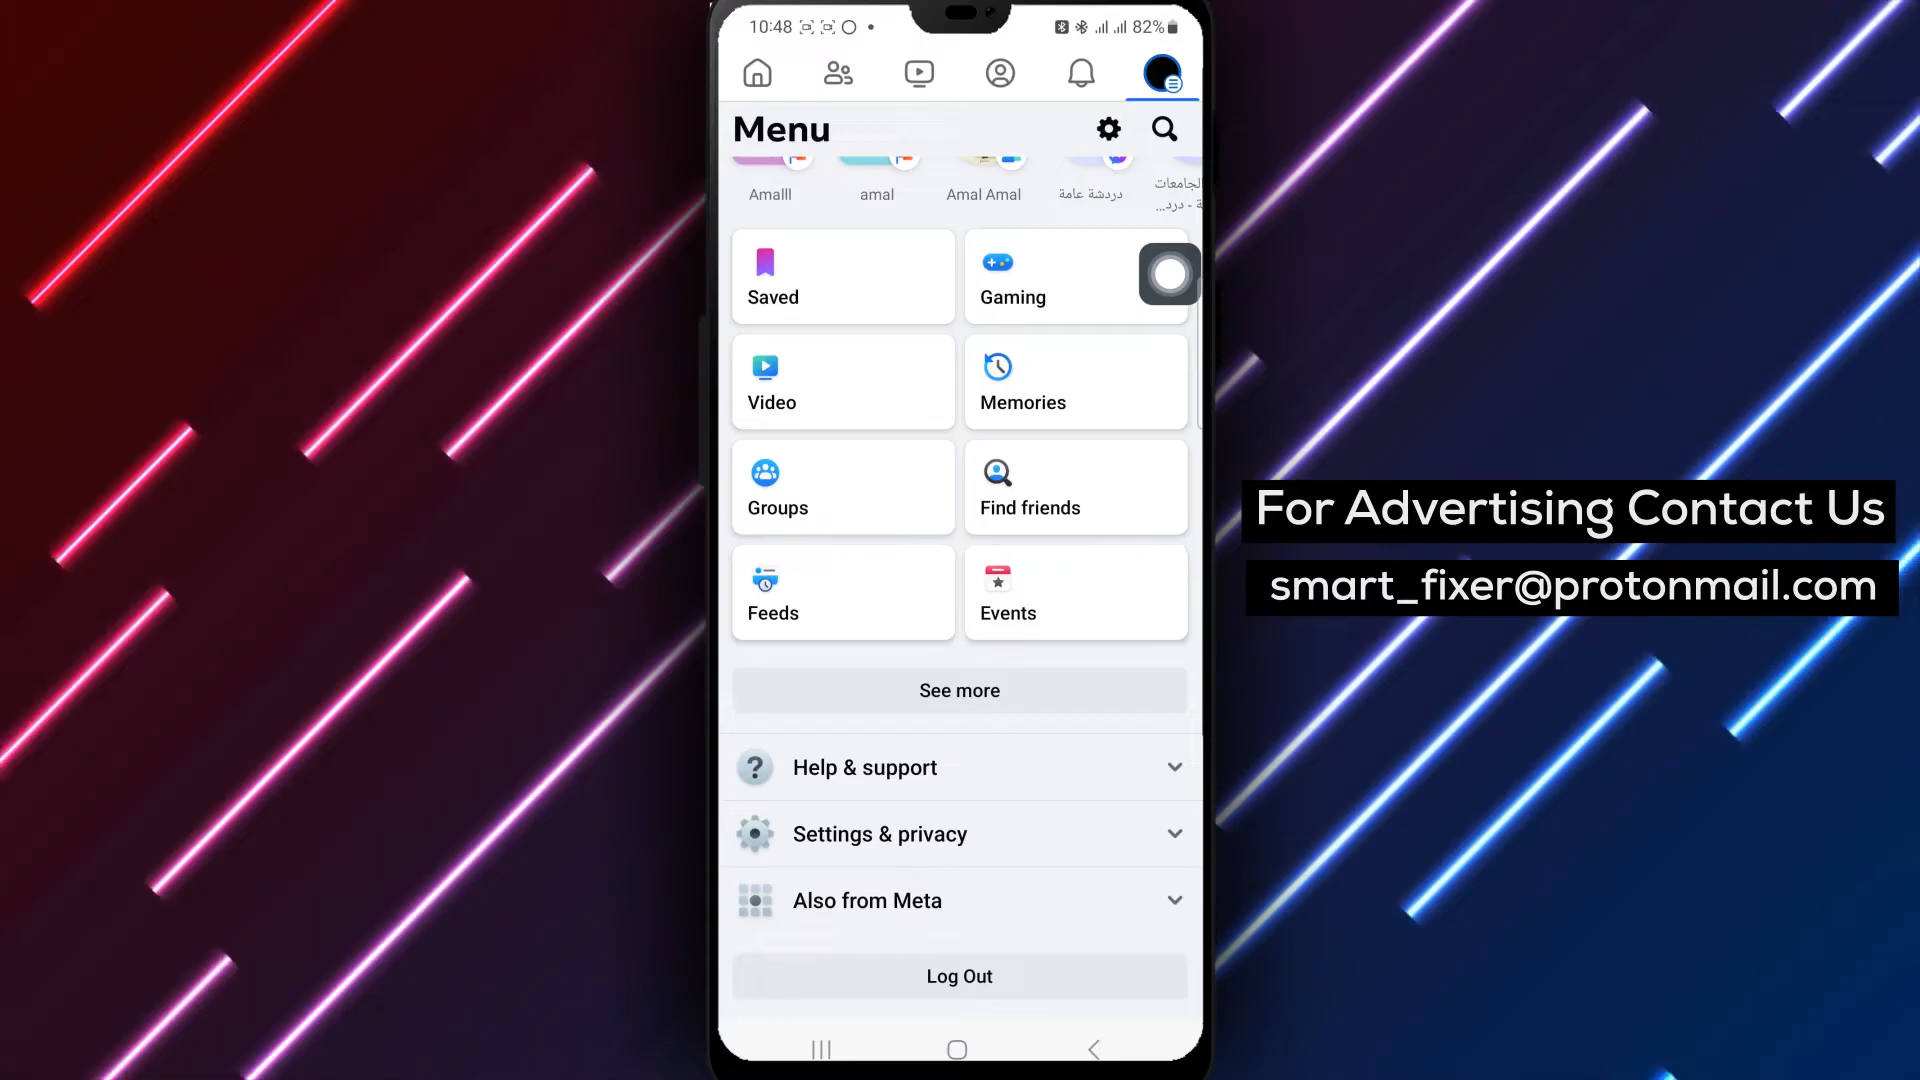 10:48
82%
Menu
Amalll
amal
Amal Amal
دردشة عامة
الجامعات
Saved
Gaming
Video
Memories
Groups
Find friends
Feeds
Events
See more
Help & support
Settings & privacy
Also from Meta
Log Out
For Advertising Contact Us
smart_fixer@protonmail.com